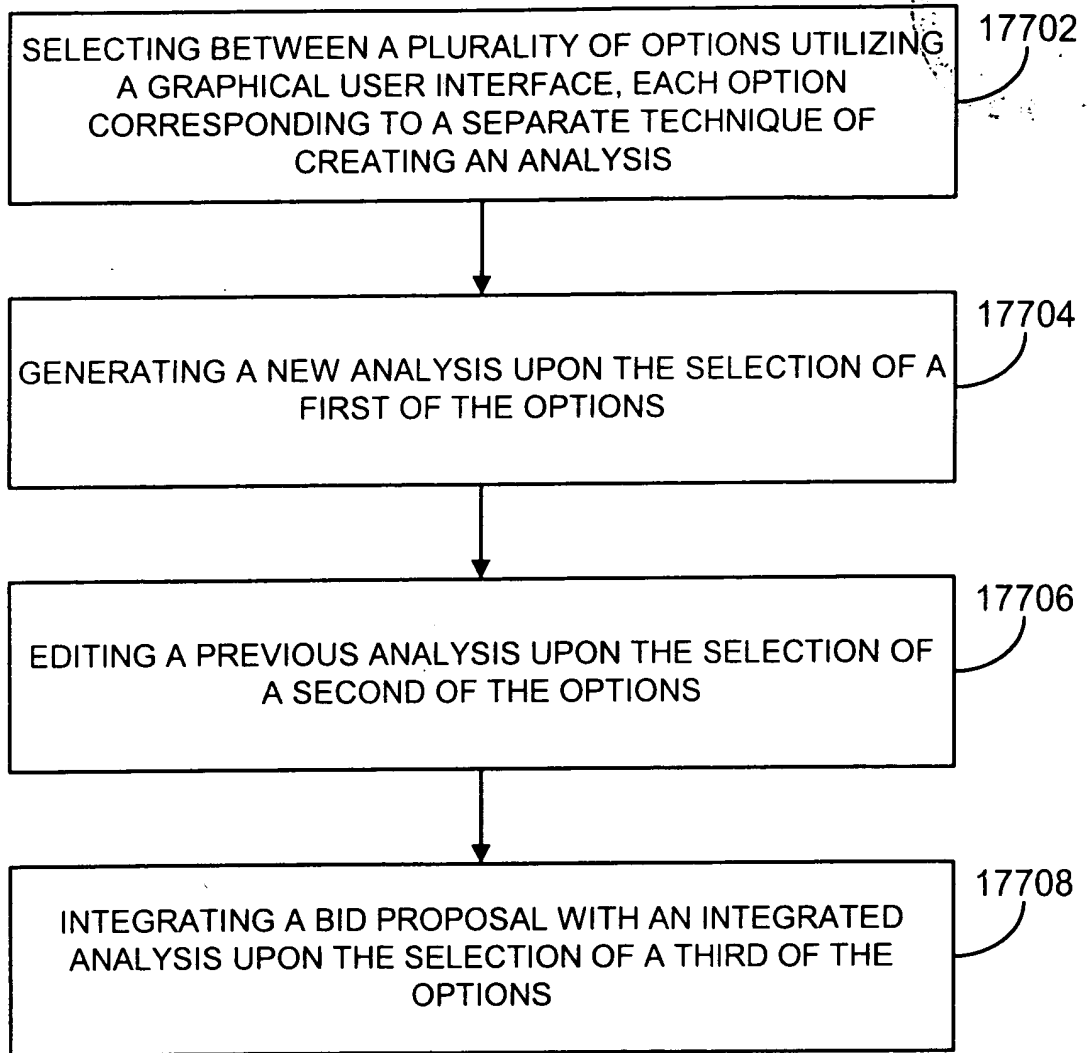 SELECTING BETWEEN A PLURALITY OF OPTIONS UTILIZING
A GRAPHICAL USER INTERFACE, EACH OPTION
CORRESPONDING TO A SEPARATE TECHNIQUE OF
CREATING AN ANALYSIS
17702
GENERATING A NEW ANALYSIS UPON THE SELECTION OF A
FIRST OF THE OPTIONS
17704
EDITING A PREVIOUS ANALYSIS UPON THE SELECTION OF
A SECOND OF THE OPTIONS
17706
INTEGRATING A BID PROPOSAL WITH AN INTEGRATED
ANALYSIS UPON THE SELECTION OF A THIRD OF THE
OPTIONS
17708